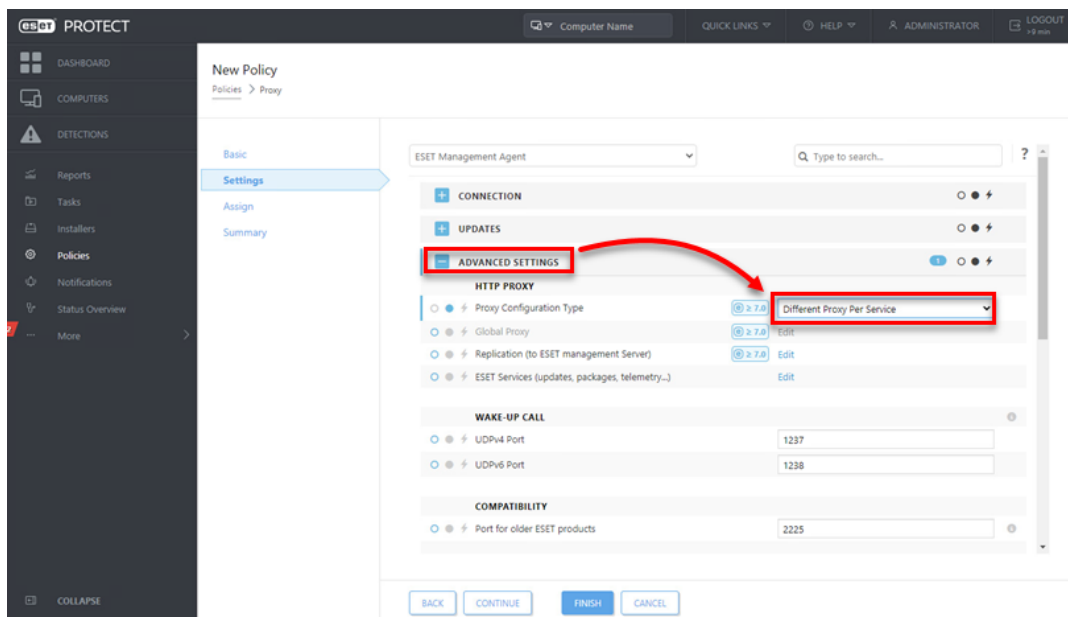 eset PROTECT
Computer Name
QUICK LINKS
HELP
ADMINISTRATOR
LOGOUT
>9 min
DASHBOARD
COMPUTERS
DETECTIONS
Reports
Tasks
Installers
Policies
Notifications
Status Overview
More
COLLAPSE
New Policy
Policies > Proxy
Basic
Settings
Assign
Summary
ESET Management Agent
Type to search...
?
CONNECTION
UPDATES
ADVANCED SETTINGS
1
HTTP PROXY
Proxy Configuration Type ≥ 7.0 Different Proxy Per Service
Global Proxy ≥ 7.0 Edit
Replication (to ESET management Server) ≥ 7.0 Edit
ESET Services (updates, packages, telemetry...) Edit
WAKE-UP CALL
UDPv4 Port 1237
UDPv6 Port 1238
COMPATIBILITY
Port for older ESET products 2225
BACK CONTINUE FINISH CANCEL